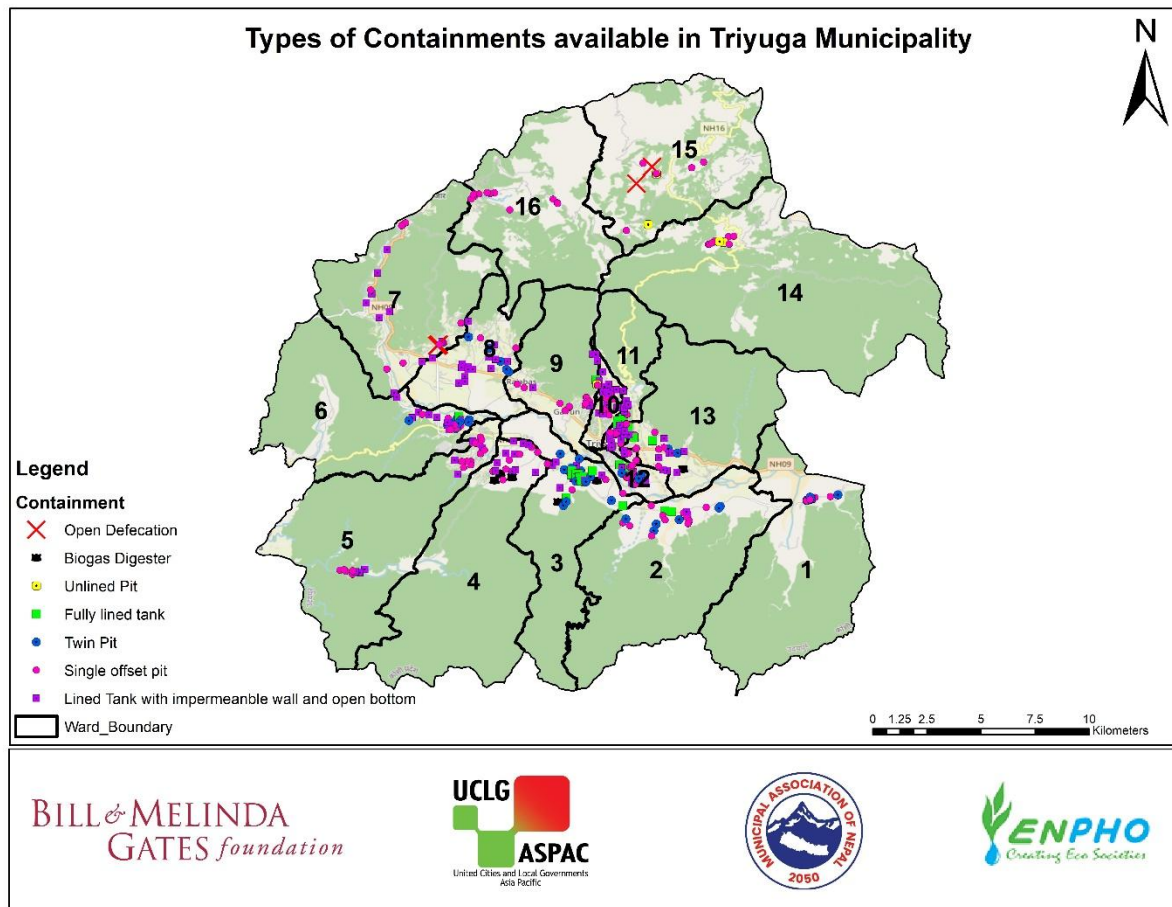 Types of Containments available in Triyuga Municipality
N
NH16
15
16
14
7
NH09
8
9
11
10
13
6
NH09
12
5
4
3
2
1
Legend
Containment
Open Defecation
Biogas Digester
Unlined Pit
Fully lined tank
Twin Pit
Single offset pit
Lined Tank with impermeanble wall and open bottom
Ward_Boundary
0 1.25 2.5 5 7.5 10
Kilometers
BILL & MELINDA
GATES foundation
UCLG
ASPAC
United Cities and Local Governments
Asia Pacific
MUNICIPAL ASSOCIATION OF NEPAL
2050
ENPHO
Creating Eco Societies